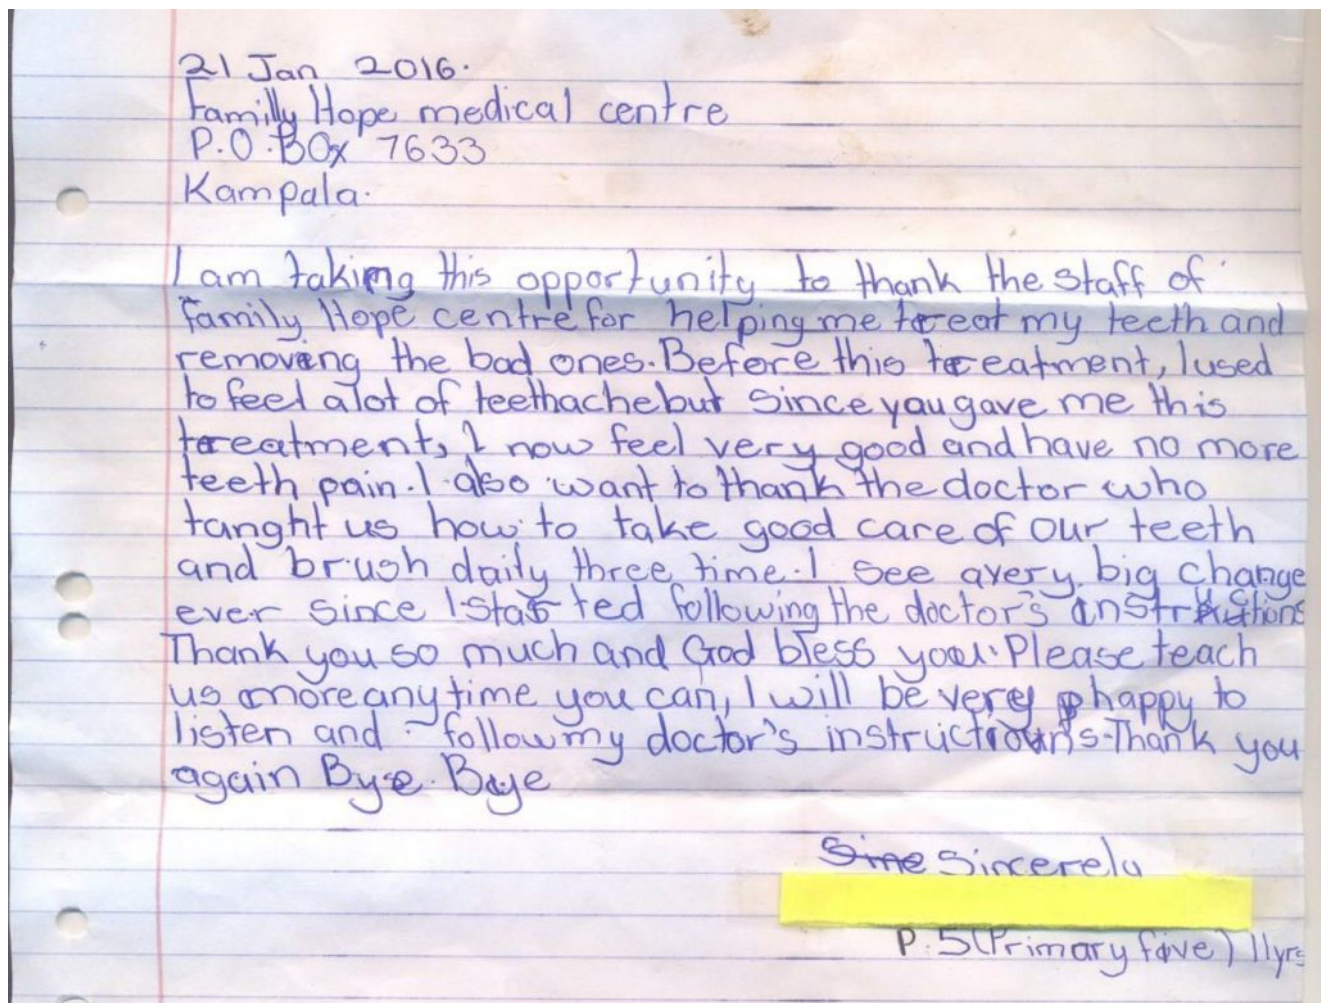 21 Jan 2016.
Familly Hope medical centre
P.O.BOx 7633
Kampala.
I am taking this opportunity to thank the staff of
family Hope centre for helping me treat my teeth and
removing the bad ones. Before this treatment, I used
to feel alot of teethache but since you gave me this
treatment, I now feel very good and have no more
teeth pain. I also want to thank the doctor who
tanght us how to take good care of our teeth
and brush daily three time. I see avery big change
ever since I started following the doctor's instructions
Thank you so much and God bless you. Please teach
us more any time you can, I will be very happy to
listen and follow my doctor's instructions. Thank you
again Bye. Bye
Sime Sincerely
P.5 (Primary five) 11yrs